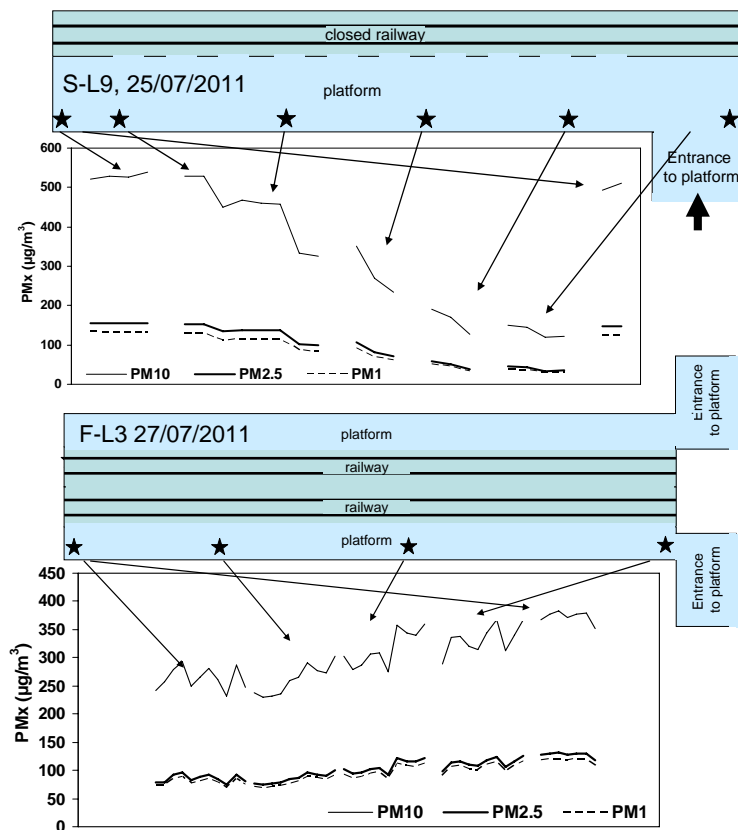 closed railway
S-L9, 25/07/2011
platform
Entrance
to platform
600
500
400
300
200
100
0
PMx (µg/m³)
PM10
PM2.5
PM1
Entrance
to platform
F-L3 27/07/2011
platform
railway
railway
platform
Entrance
to platform
450
400
350
300
250
200
150
100
50
0
PMx (µg/m³)
PM10
PM2.5
PM1